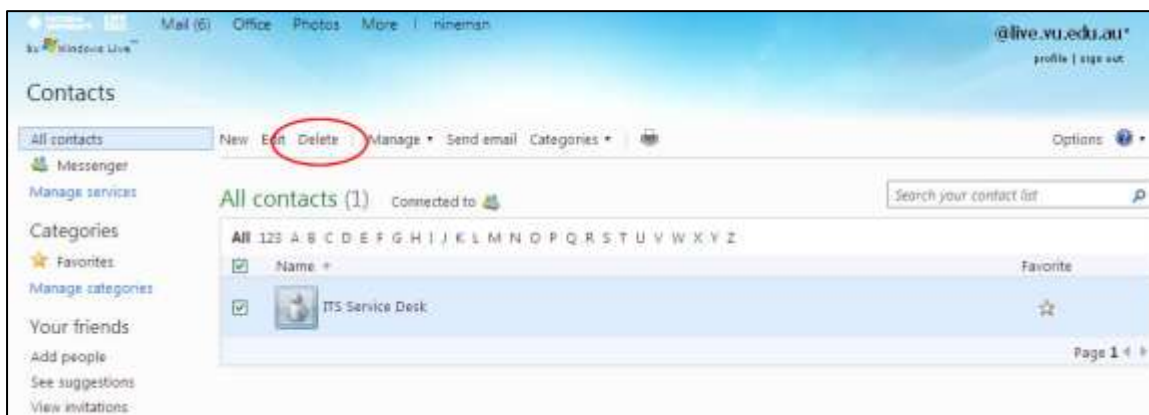 Mail (6) Office Photos More | nineman
by Windows Live™
@live.vu.edu.au*
profile | sign out
Contacts
All contacts
Messenger
Manage services
Categories
Favorites
Manage categories
Your friends
Add people
See suggestions
View invitations
New Edit Delete | Manage Send email Categories
Options
All contacts (1) Connected to
Search your contact list
All 123 A B C D E F G H I J K L M N O P Q R S T U V W X Y Z
Name Favorite
ITS Service Desk
Page 1